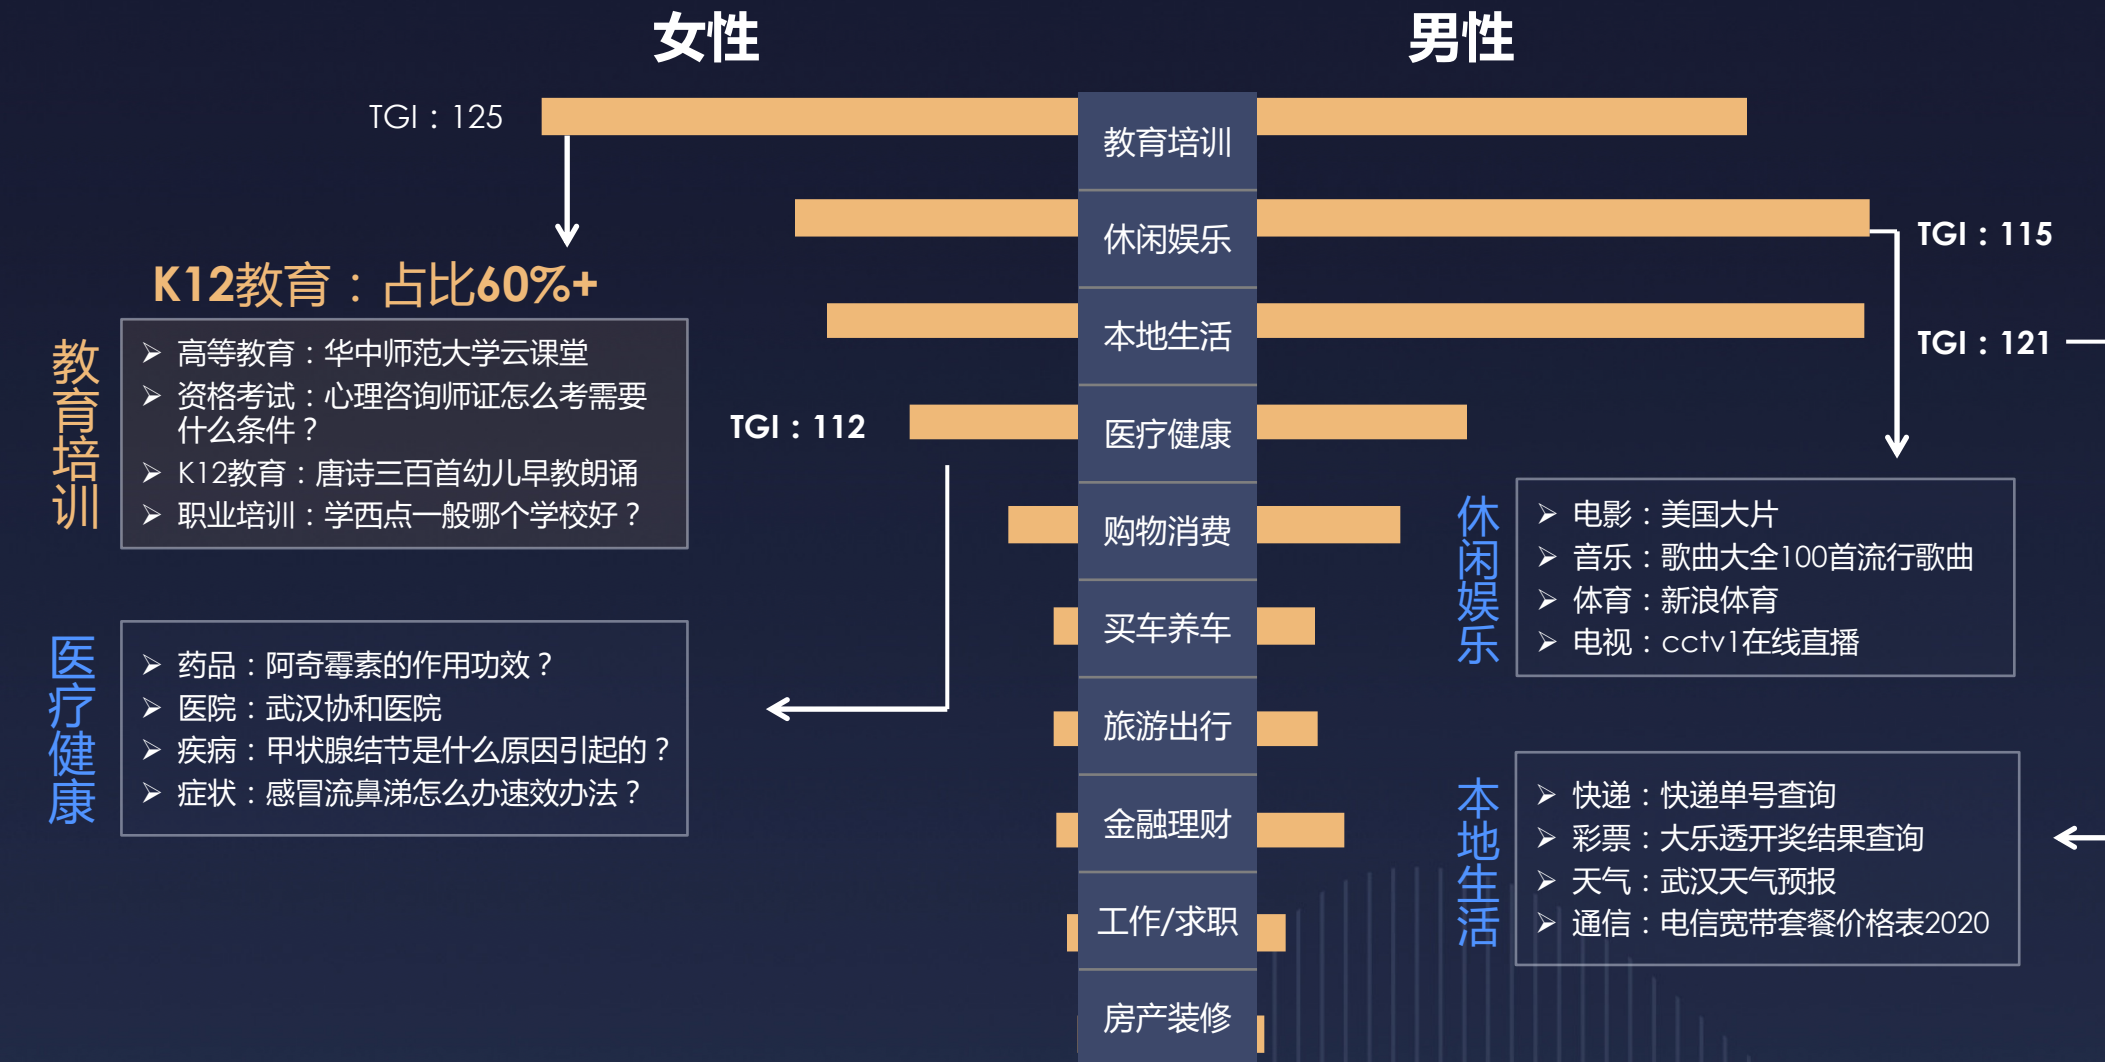 女性
男性
TGI：125
教育培训
休闲娱乐
TGI：115
K12教育：占比60%+
本地生活
TGI：121
TGI：112
医疗健康
购物消费
买车养车
旅游出行
金融理财
工作/求职
房产装修
教育培训
高等教育：华中师范大学云课堂
资格考试：心理咨询师证怎么考需要
什么条件？
K12教育：唐诗三百首幼儿早教朗诵
职业培训：学西点一般哪个学校好？
医疗健康
药品：阿奇霉素的作用功效？
医院：武汉协和医院
疾病：甲状腺结节是什么原因引起的？
症状：感冒流鼻涕怎么办速效办法？
休闲娱乐
电影：美国大片
音乐：歌曲大全100首流行歌曲
体育：新浪体育
电视：cctv1在线直播
本地生活
快递：快递单号查询
彩票：大乐透开奖结果查询
天气：武汉天气预报
通信：电信宽带套餐价格表2020